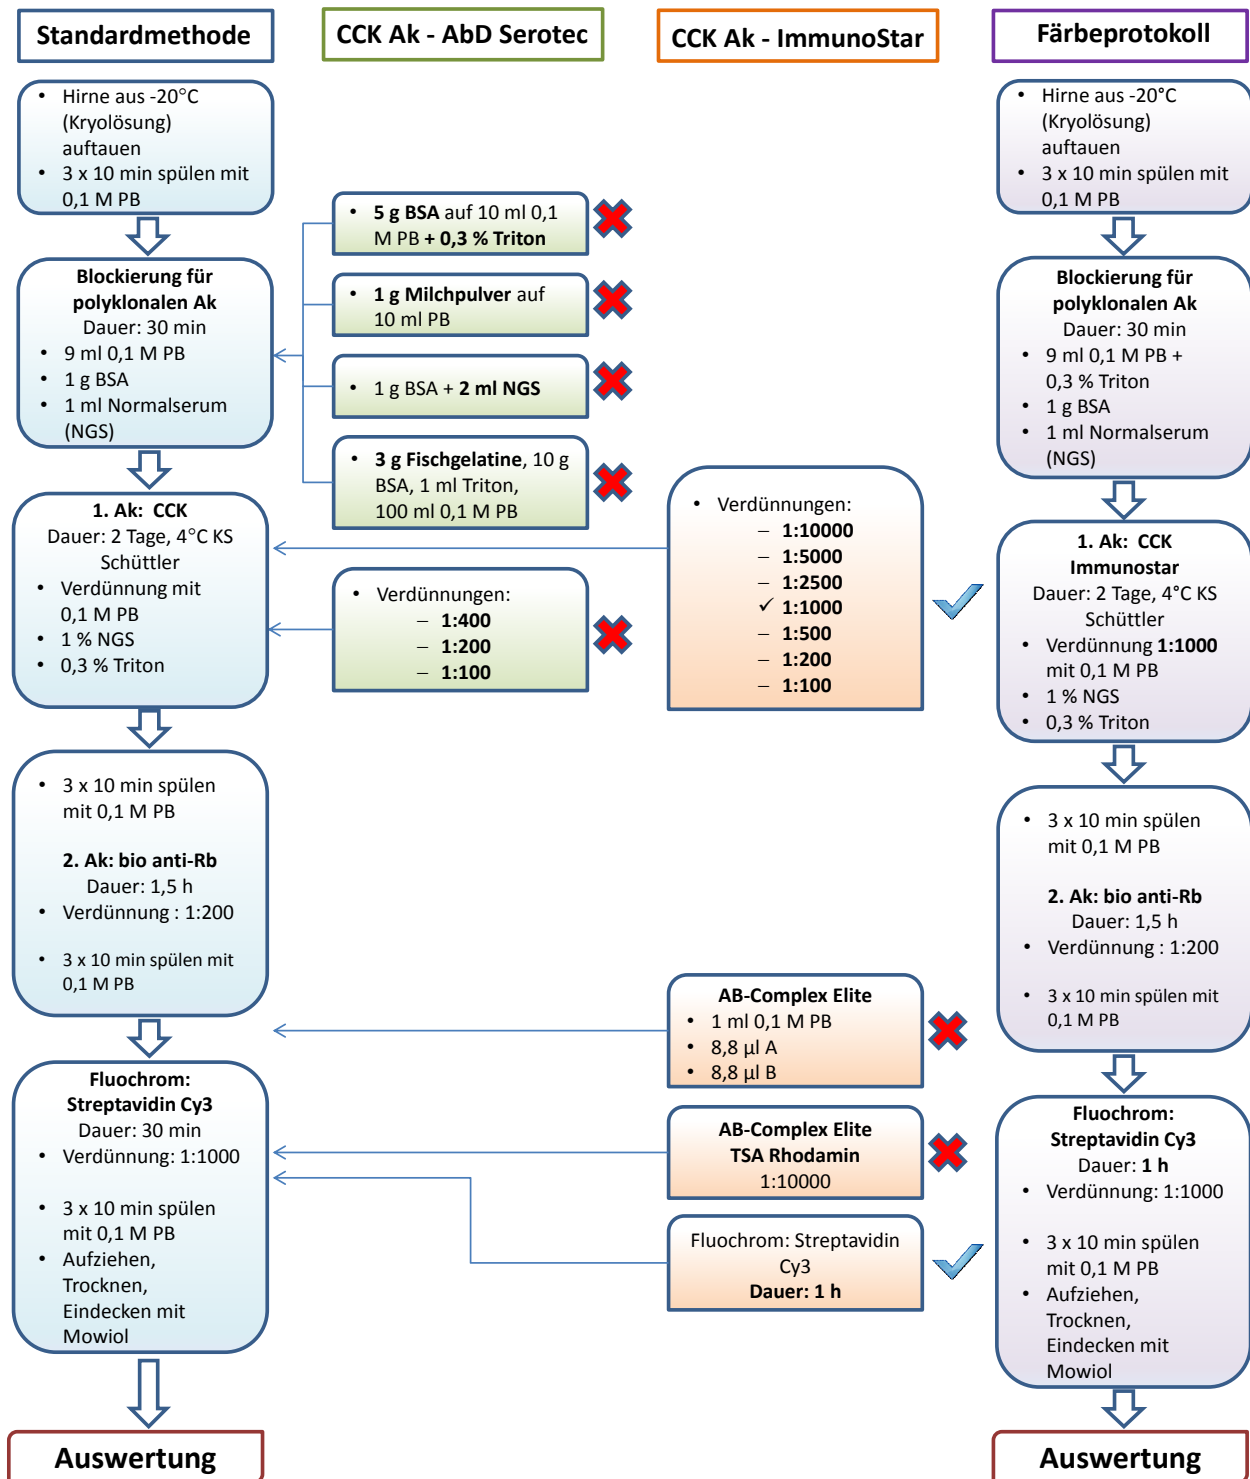 Standardmethode
• Hirne aus -20°C
(Kryolösung)
auftauen
• 3 x 10 min spülen mit
0,1 M PB
Blockierung für
polyklonalen Ak
Dauer: 30 min
• 9 ml 0,1 M PB
• 1 g BSA
• 1 ml Normalserum
(NGS)
1. Ak: CCK
Dauer: 2 Tage, 4°C KS
Schüttler
• Verdünnung mit
0,1 M PB
• 1 % NGS
• 0,3 % Triton
• 3 x 10 min spülen
mit 0,1 M PB
2. Ak: bio anti-Rb
Dauer: 1,5 h
• Verdünnung : 1:200
• 3 x 10 min spülen mit
0,1 M PB
Fluochrom:
Streptavidin Cy3
Dauer: 30 min
• Verdünnung: 1:1000
• 3 x 10 min spülen
mit 0,1 M PB
• Aufziehen,
Trocknen,
Eindecken mit
Mowiol
Auswertung
CCK Ak - AbD Serotec
• 5 g BSA auf 10 ml 0,1
M PB + 0,3 % Triton
• 1 g Milchpulver auf
10 ml PB
• 1 g BSA + 2 ml NGS
• 3 g Fischgelatine, 10 g
BSA, 1 ml Triton,
100 ml 0,1 M PB
• Verdünnungen:
– 1:400
– 1:200
– 1:100
CCK Ak - ImmunoStar
• Verdünnungen:
– 1:10000
– 1:5000
– 1:2500
✓ 1:1000
– 1:500
– 1:200
– 1:100
AB-Complex Elite
• 1 ml 0,1 M PB
• 8,8 µl A
• 8,8 µl B
AB-Complex Elite
TSA Rhodamin
1:10000
Fluochrom: Streptavidin
Cy3
Dauer: 1 h
Färbeprotokoll
• Hirne aus -20°C
(Kryolösung)
auftauen
• 3 x 10 min spülen mit
0,1 M PB
Blockierung für
polyklonalen Ak
Dauer: 30 min
• 9 ml 0,1 M PB +
0,3 % Triton
• 1 g BSA
• 1 ml Normalserum
(NGS)
1. Ak: CCK
Immunostar
Dauer: 2 Tage, 4°C KS
Schüttler
• Verdünnung 1:1000
mit 0,1 M PB
• 1 % NGS
• 0,3 % Triton
• 3 x 10 min spülen
mit 0,1 M PB
2. Ak: bio anti-Rb
Dauer: 1,5 h
• Verdünnung : 1:200
• 3 x 10 min spülen mit
0,1 M PB
Fluochrom:
Streptavidin Cy3
Dauer: 1 h
• Verdünnung: 1:1000
• 3 x 10 min spülen
mit 0,1 M PB
• Aufziehen,
Trocknen,
Eindecken mit
Mowiol
Auswertung